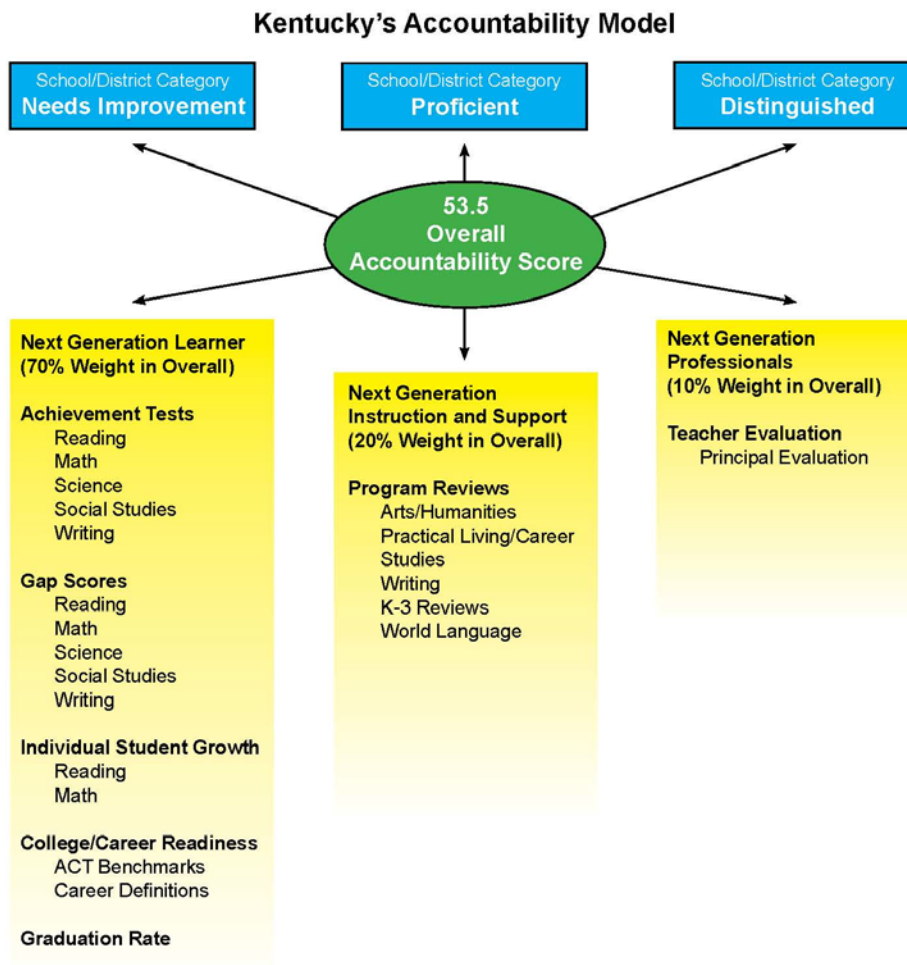 Kentucky's Accountability Model
School/District Category
Needs Improvement
School/District Category
Proficient
School/District Category
Distinguished
53.5
Overall
Accountability Score
Next Generation Learner
(70% Weight in Overall)
Achievement Tests
Reading
Math
Science
Social Studies
Writing
Gap Scores
Reading
Math
Science
Social Studies
Writing
Individual Student Growth
Reading
Math
College/Career Readiness
ACT Benchmarks
Career Definitions
Graduation Rate
Next Generation
Instruction and Support
(20% Weight in Overall)
Program Reviews
Arts/Humanities
Practical Living/Career
Studies
Writing
K-3 Reviews
World Language
Next Generation
Professionals
(10% Weight in Overall)
Teacher Evaluation
Principal Evaluation